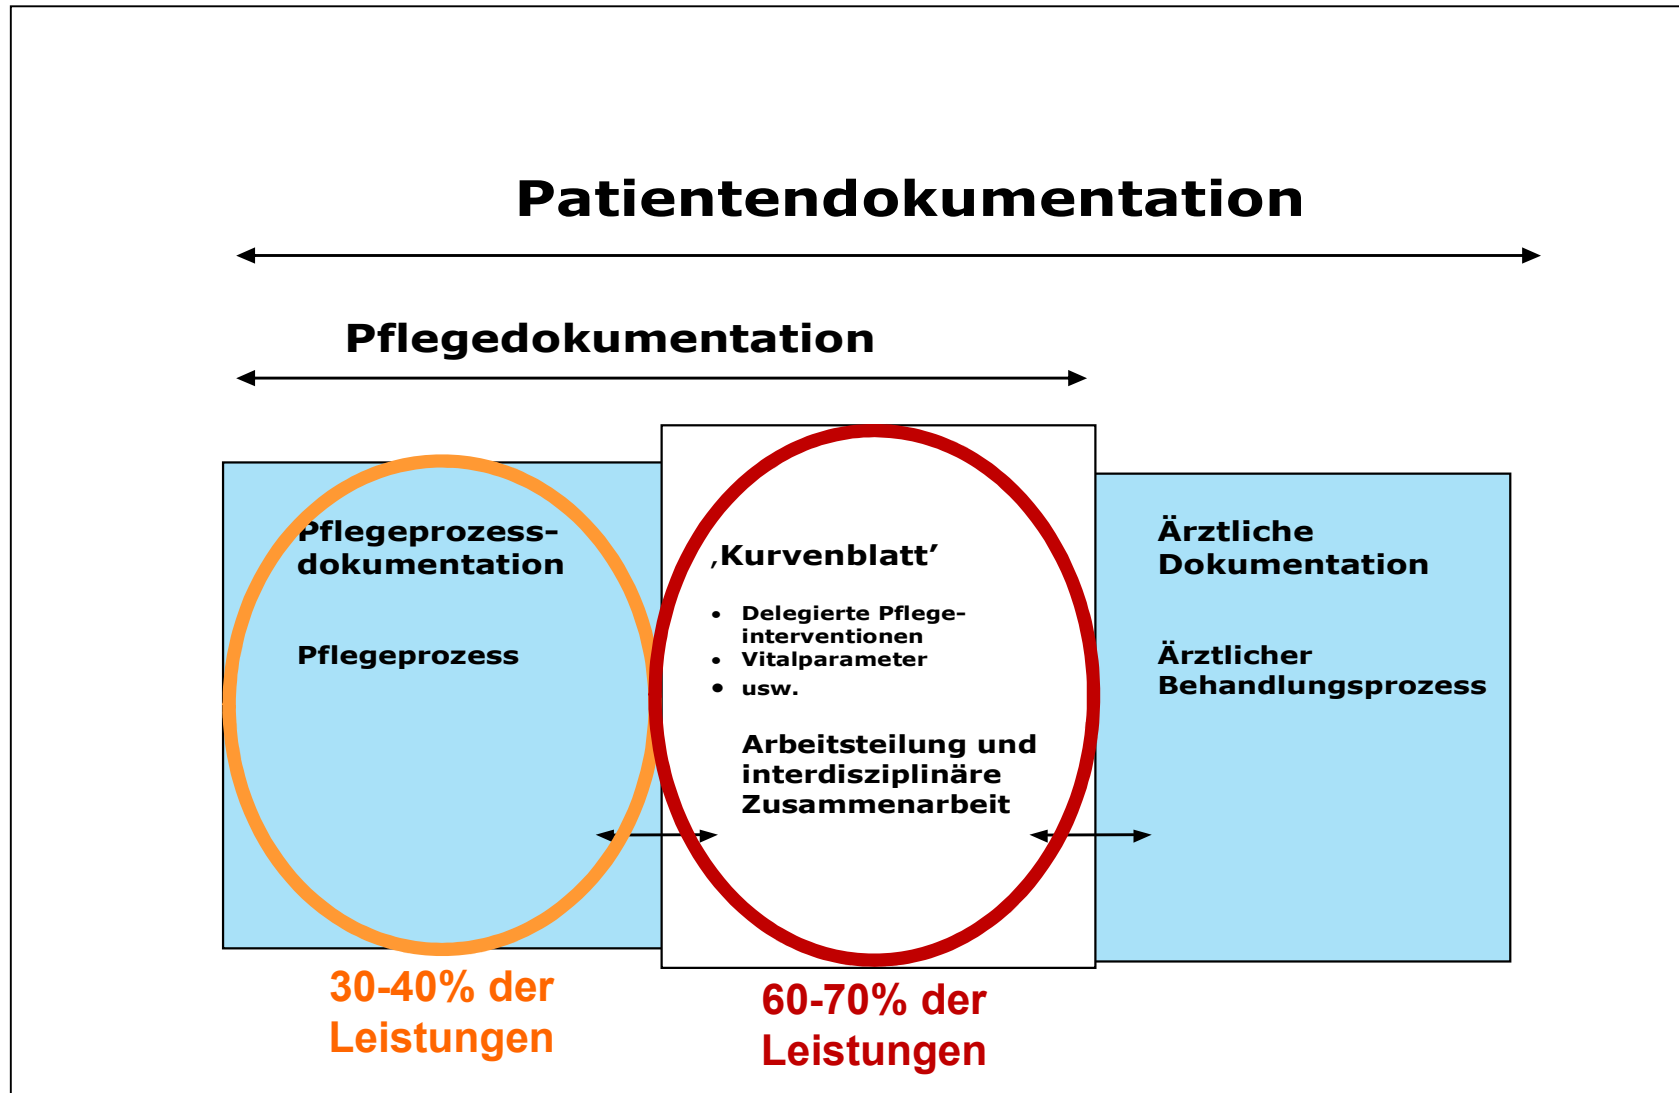 Patientendokumentation
Pflegedokumentation
Pflegeprozess-
dokumentation
Pflegeprozess
‚Kurvenblatt’
• Delegierte Pflege-
interventionen
• Vitalparameter
• usw.
Arbeitsteilung und
interdisziplinäre
Zusammenarbeit
Ärztliche
Dokumentation
Ärztlicher
Behandlungsprozess
30-40% der
Leistungen
60-70% der
Leistungen